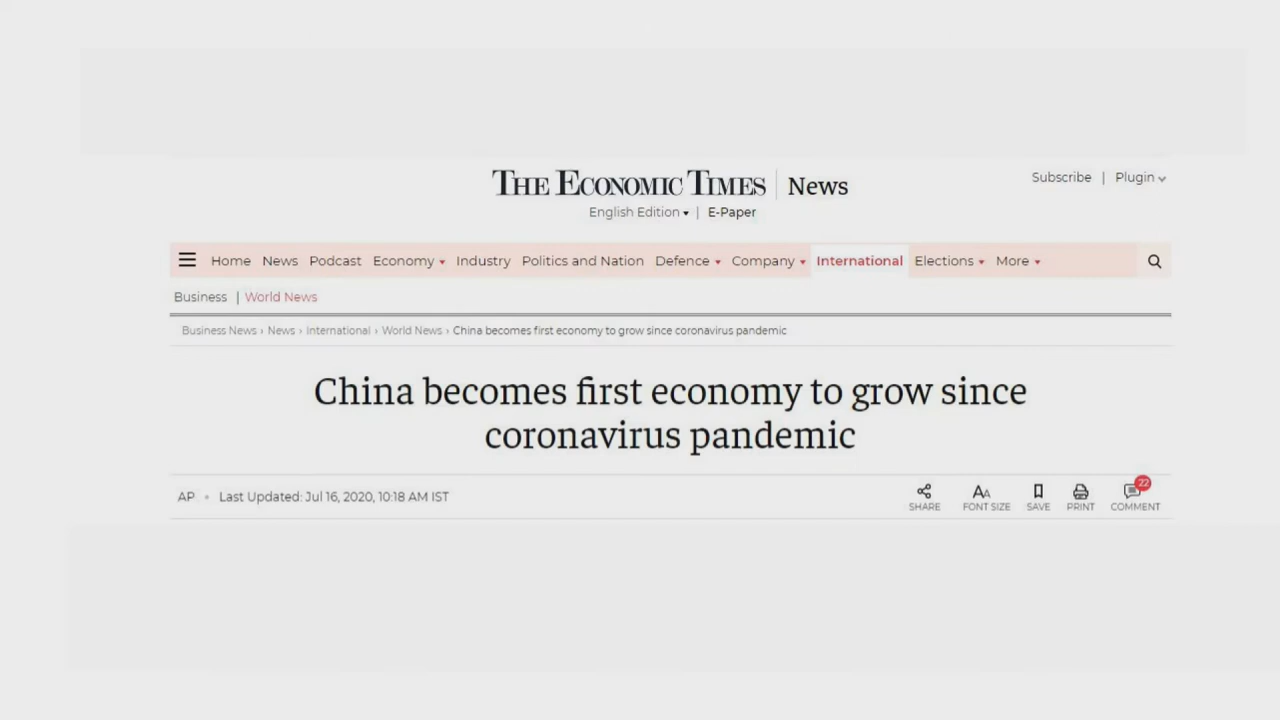 THE ECONOMIC TIMES | News
Subscribe | Plugin
English Edition | E-Paper
Home News Podcast Economy Industry Politics and Nation Defence Company International Elections More
Business | World News
Business News › News › International › World News › China becomes first economy to grow since coronavirus pandemic
China becomes first economy to grow since
coronavirus pandemic
22
AP • Last Updated: Jul 16, 2020, 10:18 AM IST
AA
SHARE FONT SIZE SAVE PRINT COMMENT